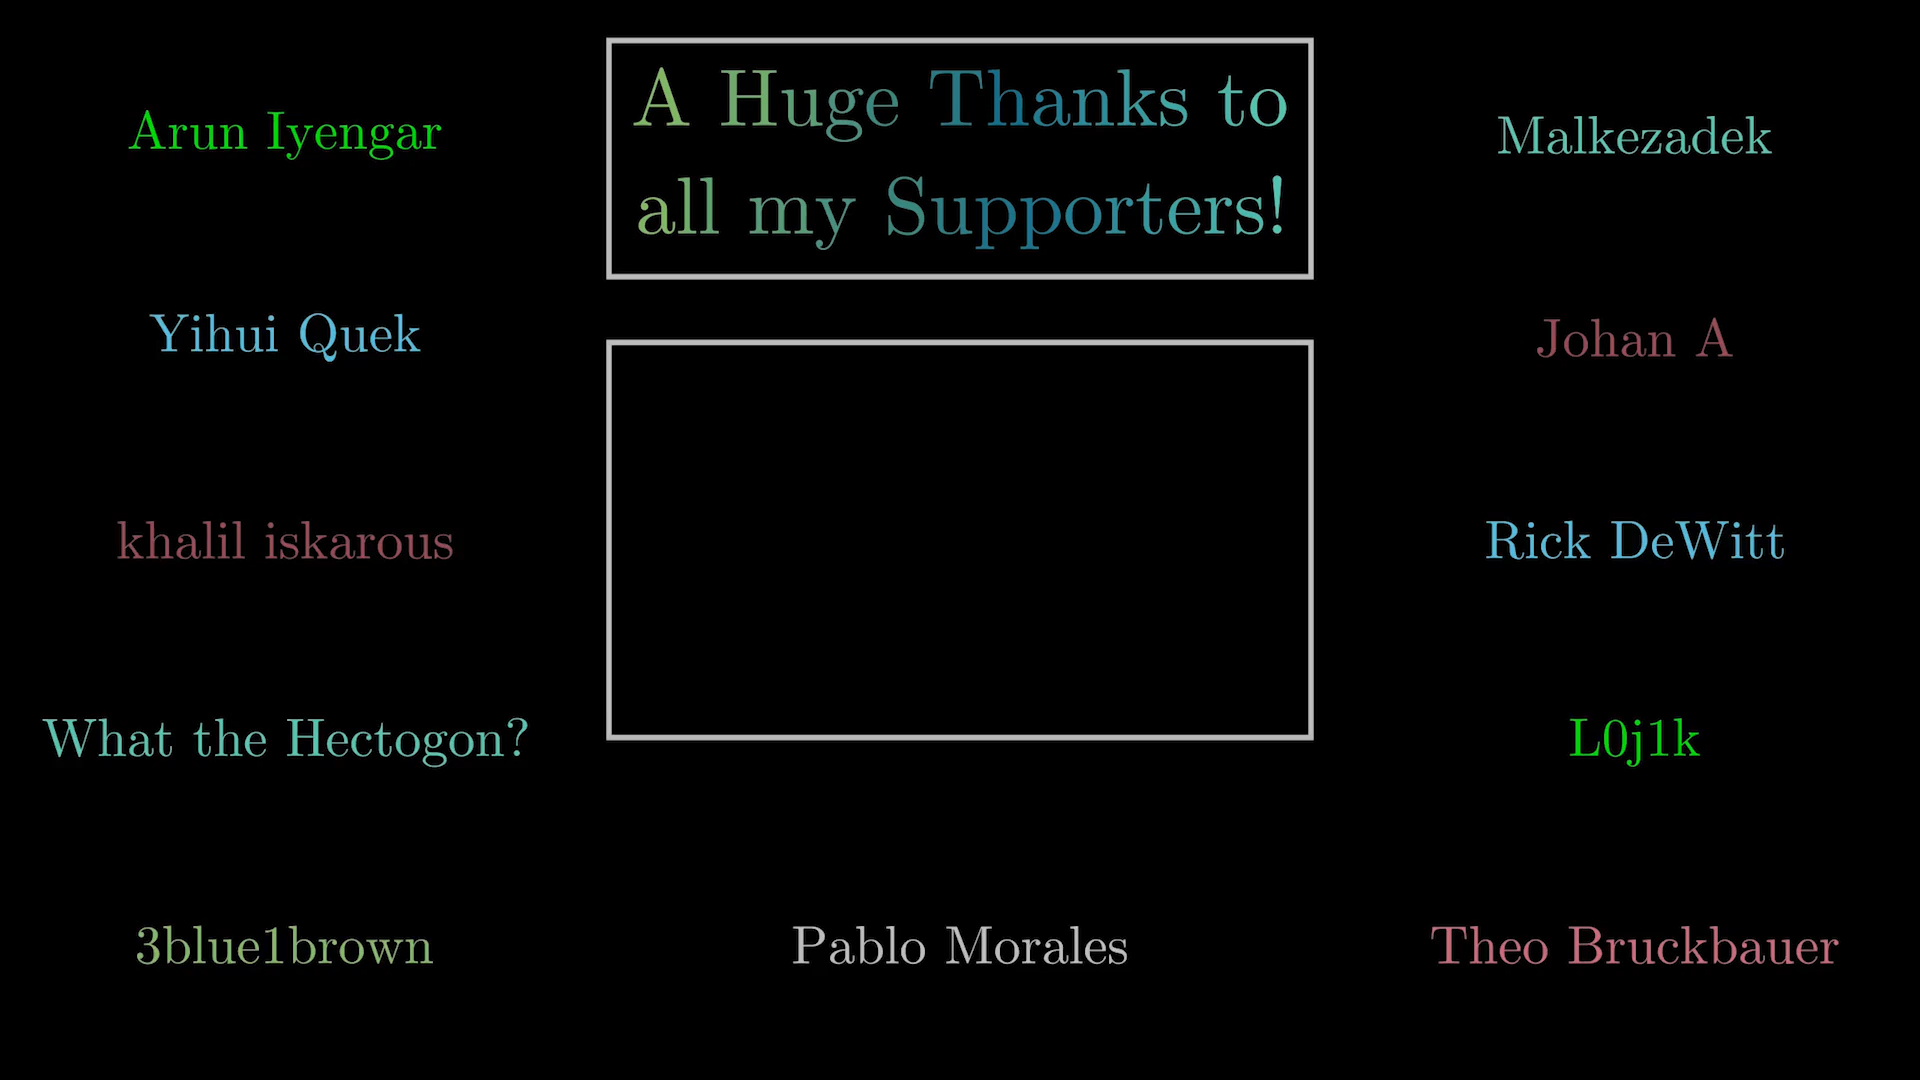 A Huge Thanks to
all my Supporters!
Arun Iyengar
Malkezadek
Yihui Quek
Johan A
khalil iskarous
Rick DeWitt
What the Hectogon?
L0j1k
3blue1brown
Pablo Morales
Theo Bruckbauer